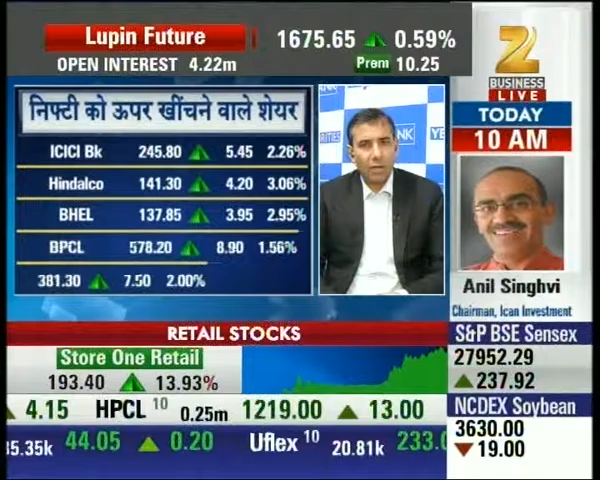 Lupin Future
1675.65 0.59%
OPEN INTEREST 4.22m
Prem 10.25
Z
BUSINESS
LIVE
TODAY
10 AM
निफ्टी को ऊपर खींचने वाले शेयर
ICICI Bk 245.80 5.45 2.26%
Hindalco 141.30 4.20 3.06%
BHEL 137.85 3.95 2.95%
BPCL 578.20 8.90 1.56%
381.30 7.50 2.00%
Anil Singhvi
Chairman, Ican Investment
RETAIL STOCKS
Store One Retail
193.40 13.93%
S&P BSE Sensex
27952.29
237.92
4.15 HPCL 10 0.25m 1219.00 13.00
NCDEX Soybean
3630.00
19.00
35.35k 44.05 0.20 Uflex 10 20.81k 233.0